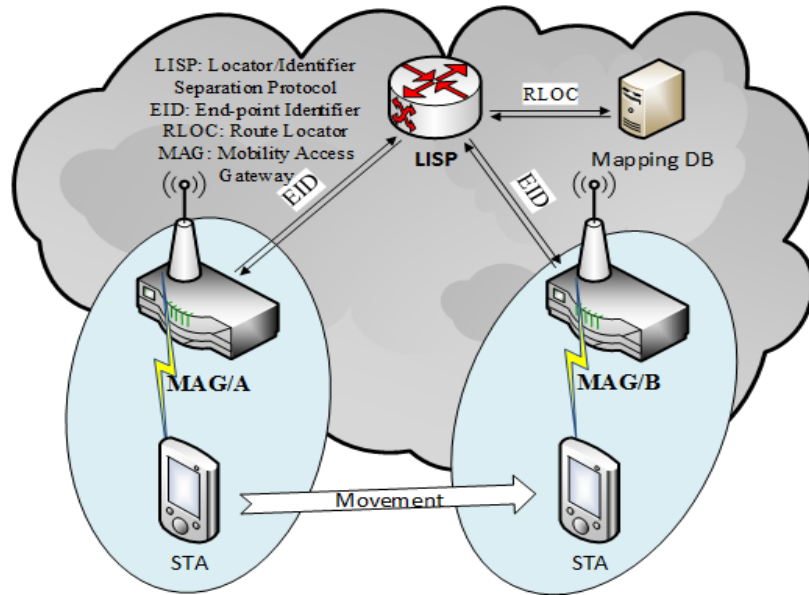 LISP: Locator/Identifier
Separation Protocol
EID: End-point Identifier
RLOC: Route Locator
MAG: Mobility Access
Gateway
RLOC
LISP
Mapping DB
EID
EID
MAG/A
MAG/B
Movement
STA
STA